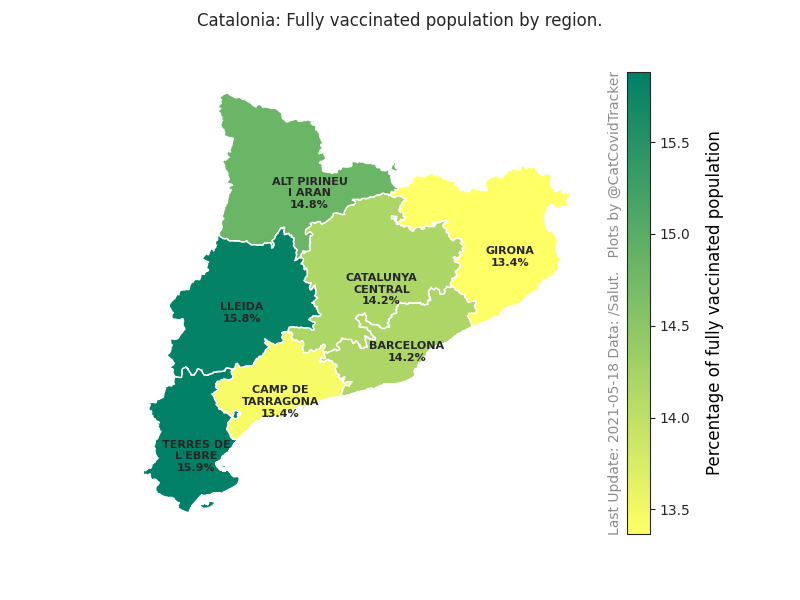 Catalonia: Fully vaccinated population by region.
ALT PIRINEU
I ARAN
14.8%
GIRONA
13.4%
CATALUNYA
CENTRAL
14.2%
LLEIDA
15.8%
BARCELONA
14.2%
CAMP DE
TARRAGONA
13.4%
TERRES DE
L'EBRE
15.9%
Last Update: 2021-05-18 Data: /Salut.   Plots by @CatCovidTracker
15.5
15.0
14.5
14.0
13.5
Percentage of fully vaccinated population